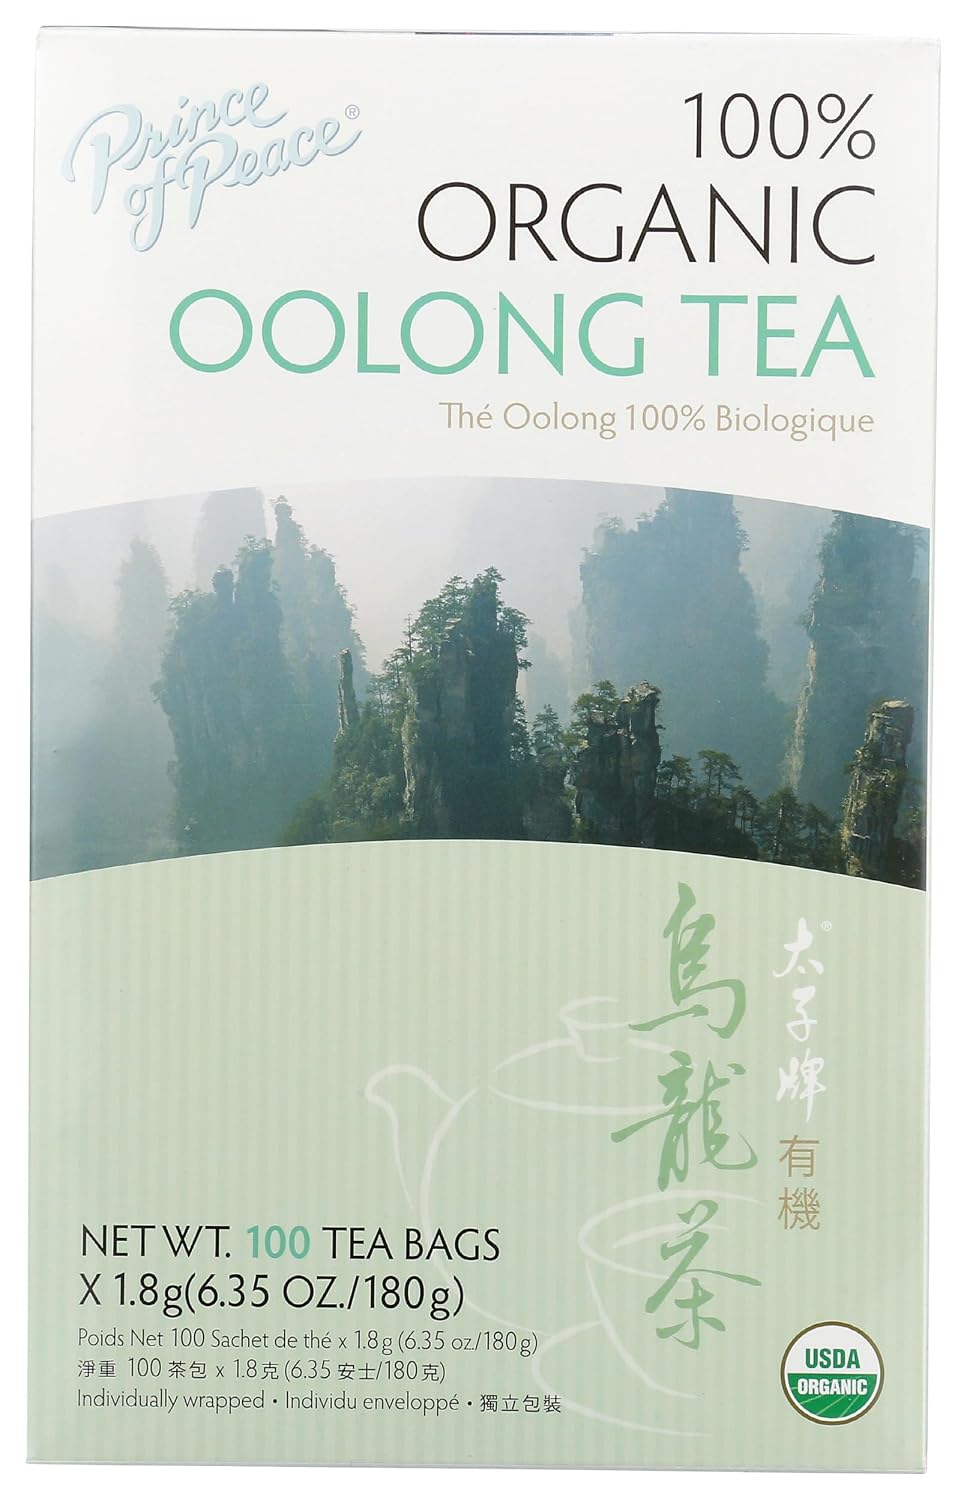 Prince
of Peace®
100%
ORGANIC
OOLONG TEA
Thé Oolong 100% Biologique
烏龍茶
太子牌®
有機
NET WT. 100 TEA BAGS
X 1.8g(6.35 OZ./180g)
Poids Net 100 Sachet de thé x 1.8g (6.35 oz./180g)
淨重 100 茶包 x 1.8克 (6.35 安士/180克)
Individually wrapped • Individu enveloppé • 獨立包裝
USDA
ORGANIC